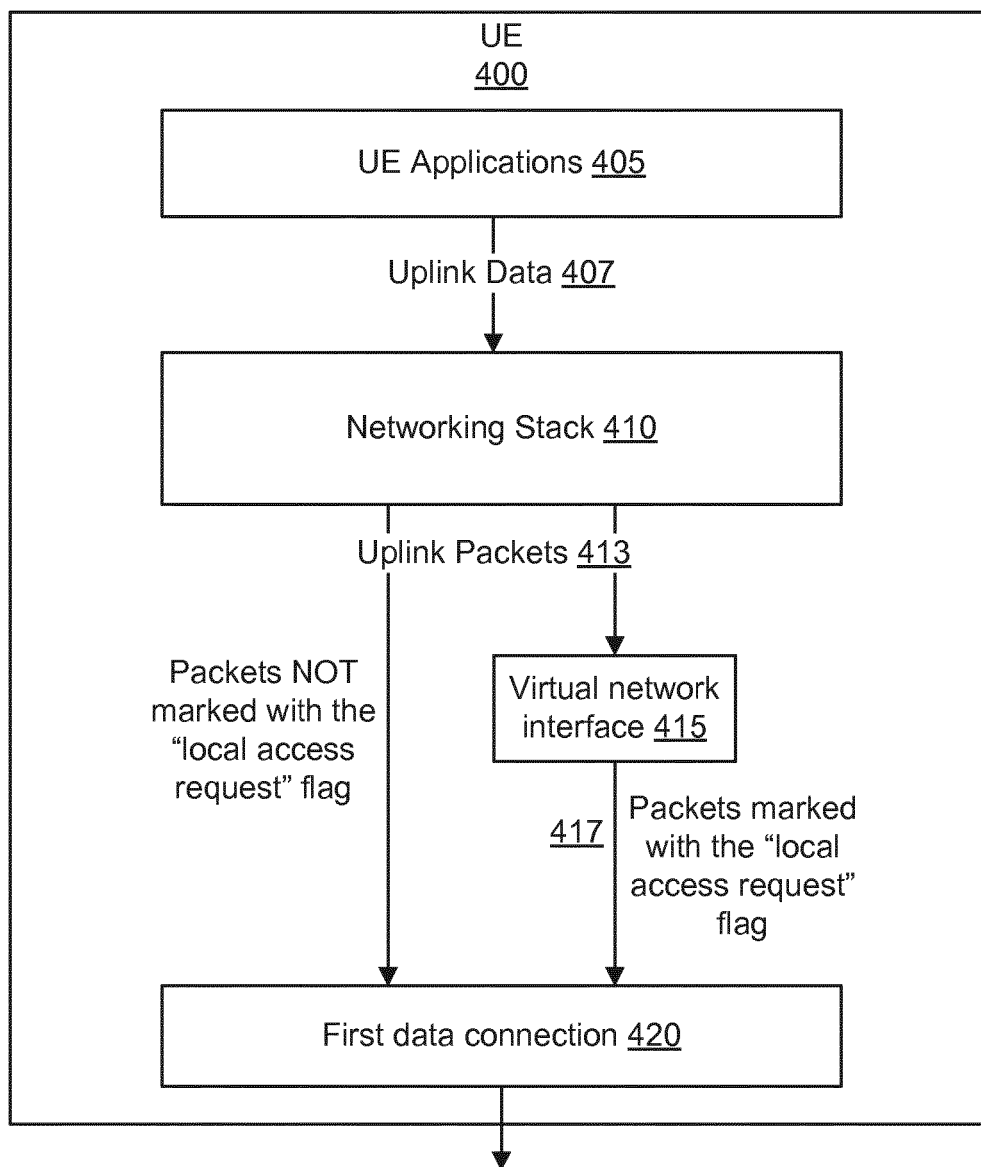 UE
400
UE Applications 405
Uplink Data 407
Networking Stack 410
Uplink Packets 413
Packets NOT
marked with the
“local access
request” flag
Virtual network
interface 415
417
Packets marked
with the “local
access request”
flag
First data connection 420